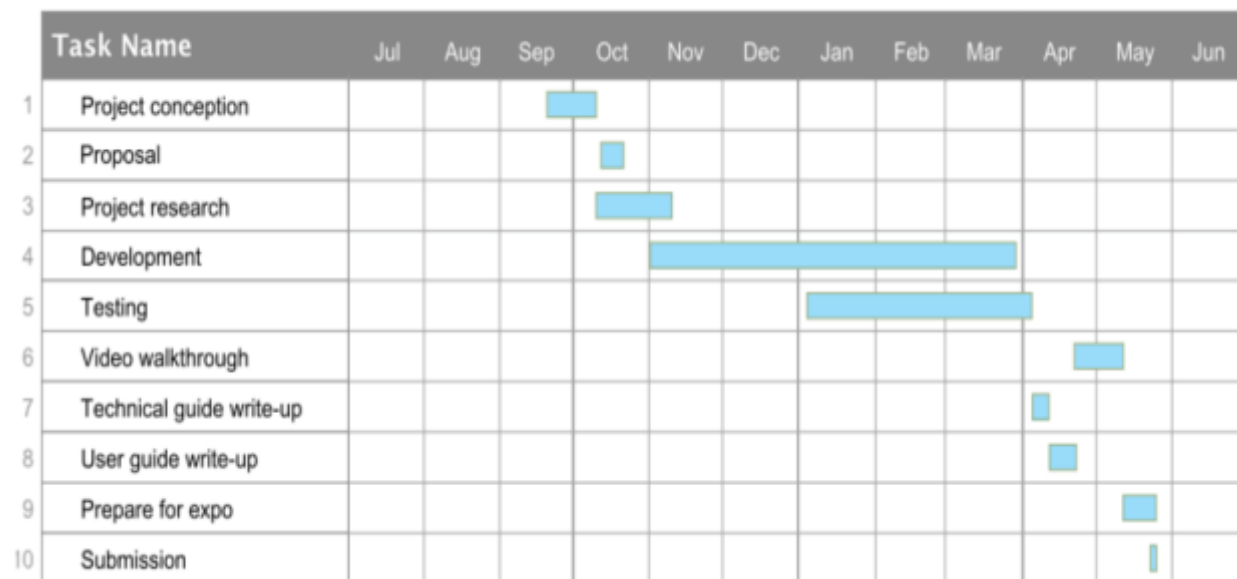 Task Name Jul Aug Sep Oct Nov Dec Jan Feb Mar Apr May Jun
1 Project conception
2 Proposal
3 Project research
4 Development
5 Testing
6 Video walkthrough
7 Technical guide write-up
8 User guide write-up
9 Prepare for expo
10 Submission